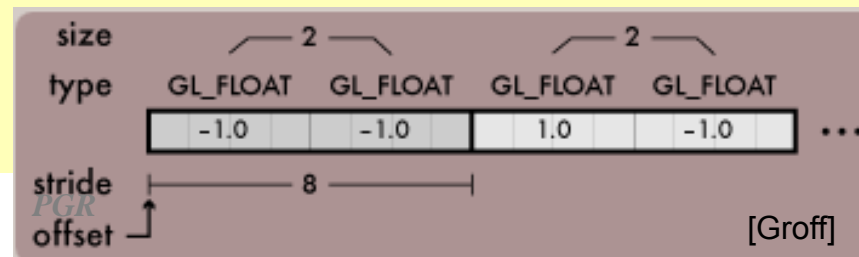 size 2 2
type GL_FLOAT GL_FLOAT GL_FLOAT GL_FLOAT
-1.0 -1.0 1.0 -1.0 ...
stride 8
PGR
offset [Groff]